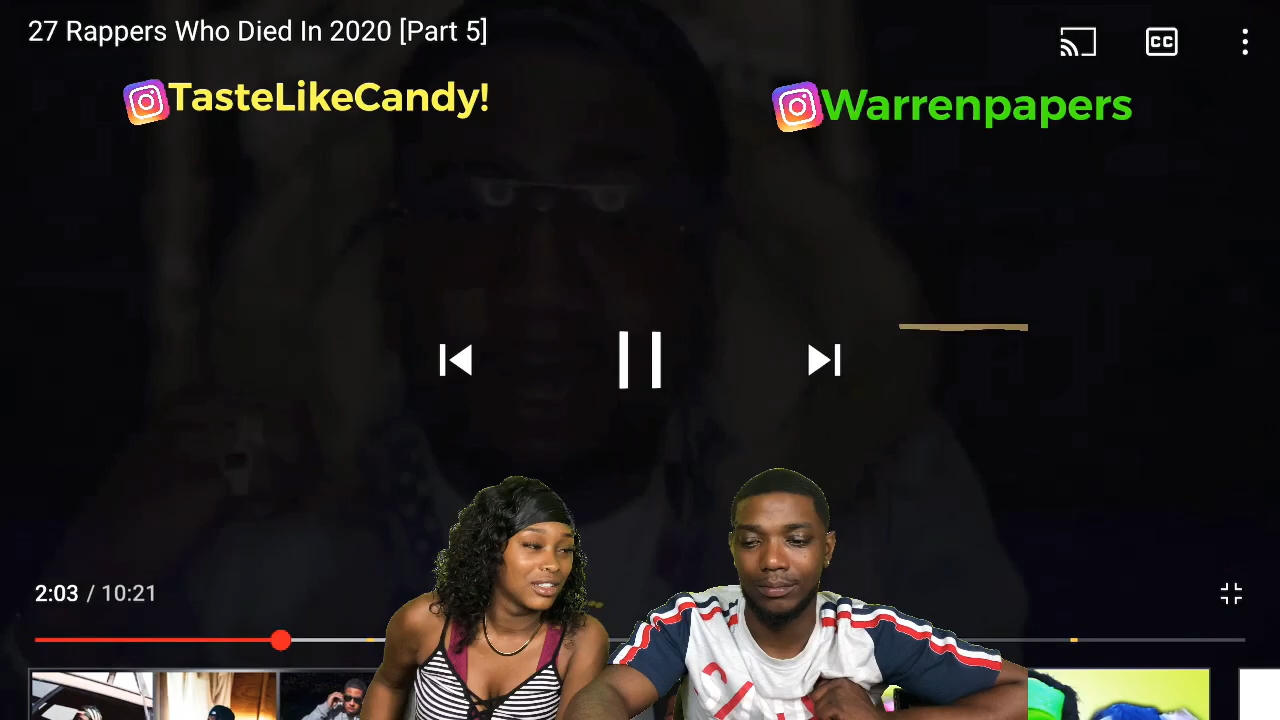 27 Rappers Who Died In 2020 [Part 5]
CC
TasteLikeCandy!
Warrenpapers
2:03 / 10:21